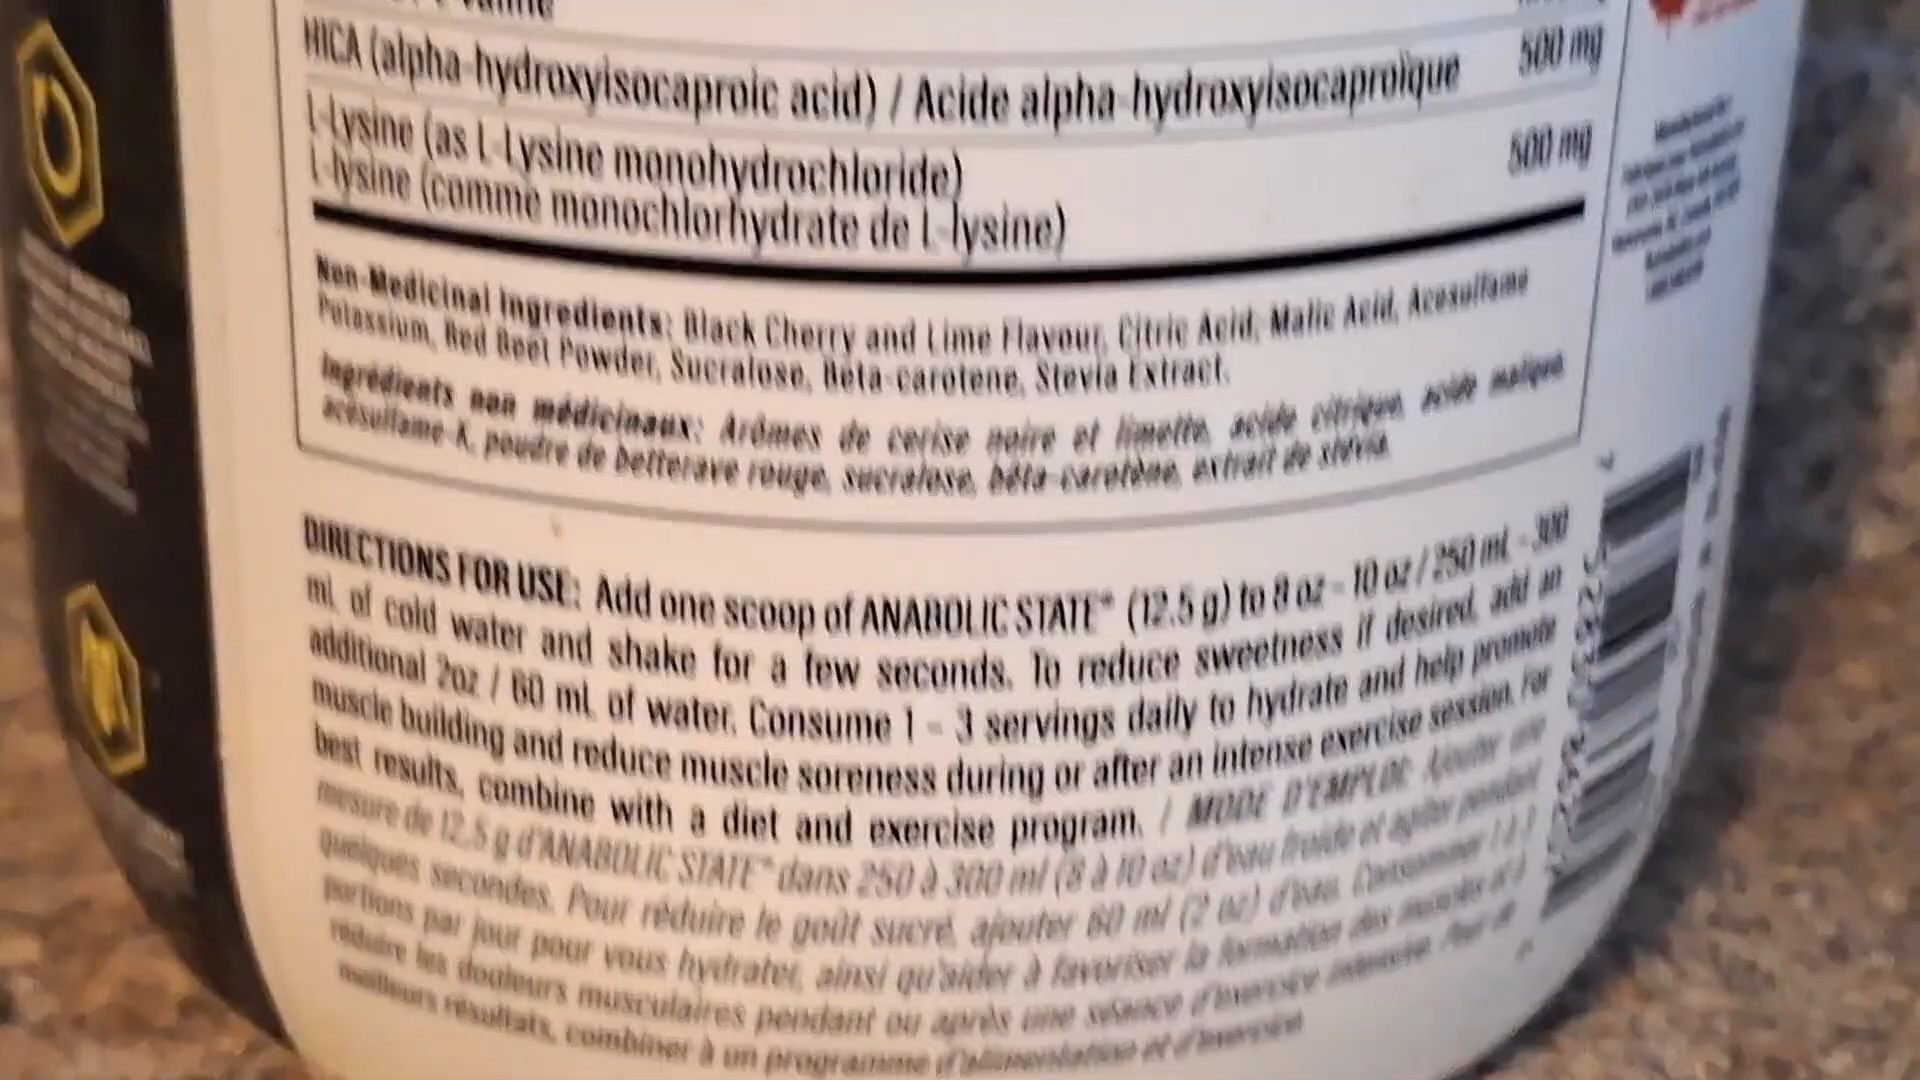 HICA (alpha-hydroxyisocaproic acid) / Acide alpha-hydroxyisocaproïque 500 mg
L-Lysine (as L-Lysine monohydrochloride) 500 mg
L-lysine (comme monochlorhydrate de L-lysine)
Non-Medicinal Ingredients: Black Cherry and Lime Flavour, Citric Acid, Malic Acid, Acesulfame
Potassium, Red Beet Powder, Sucralose, Beta-carotene, Stevia Extract.
Ingrédients non médicinaux: Arômes de cerise noire et limette, acide citrique, acide malique,
acésulfame-K, poudre de betterave rouge, sucralose, bêta-carotène, extrait de stévia.
DIRECTIONS FOR USE: Add one scoop of ANABOLIC STATE® (12.5 g) to 8 oz - 10 oz / 250 mL - 300
mL of cold water and shake for a few seconds. To reduce sweetness if desired, add an
additional 2oz / 60 mL of water. Consume 1 - 3 servings daily to hydrate and help promote
muscle building and reduce muscle soreness during or after an intense exercise session. For
best results, combine with a diet and exercise program. / MODE D'EMPLOI: Ajouter une
mesure de 12,5 g d'ANABOLIC STATE® dans 250 à 300 ml (8 à 10 oz) d'eau froide et agiter pendant
quelques secondes. Pour réduire le goût sucré, ajouter 60 ml (2 oz) d'eau. Consommer 1 à 3
portions par jour pour vous hydrater, ainsi qu'aider à favoriser la formation des muscles et à
réduire les douleurs musculaires pendant ou après une séance d'exercice intensive. Pour de
meilleurs résultats, combiner à un programme d'alimentation et d'exercice.